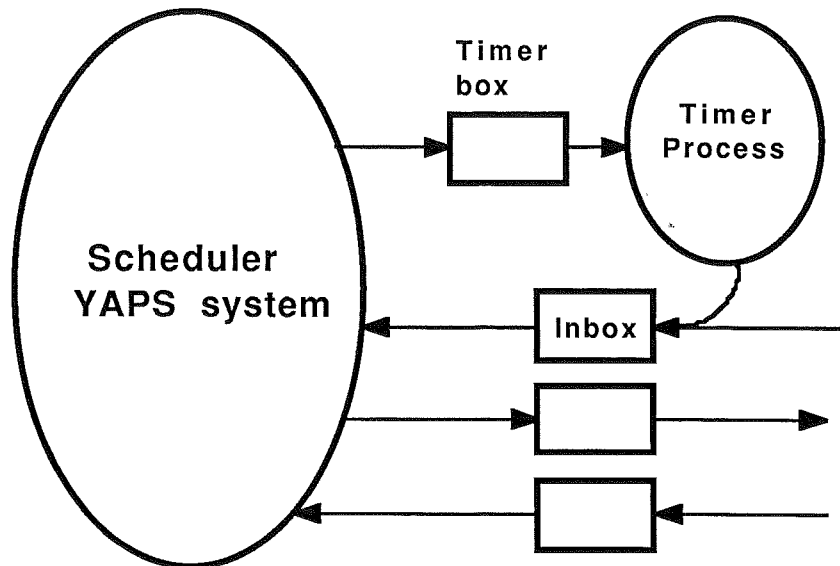 Timer
box
Timer
Process
Scheduler
YAPS system
Inbox